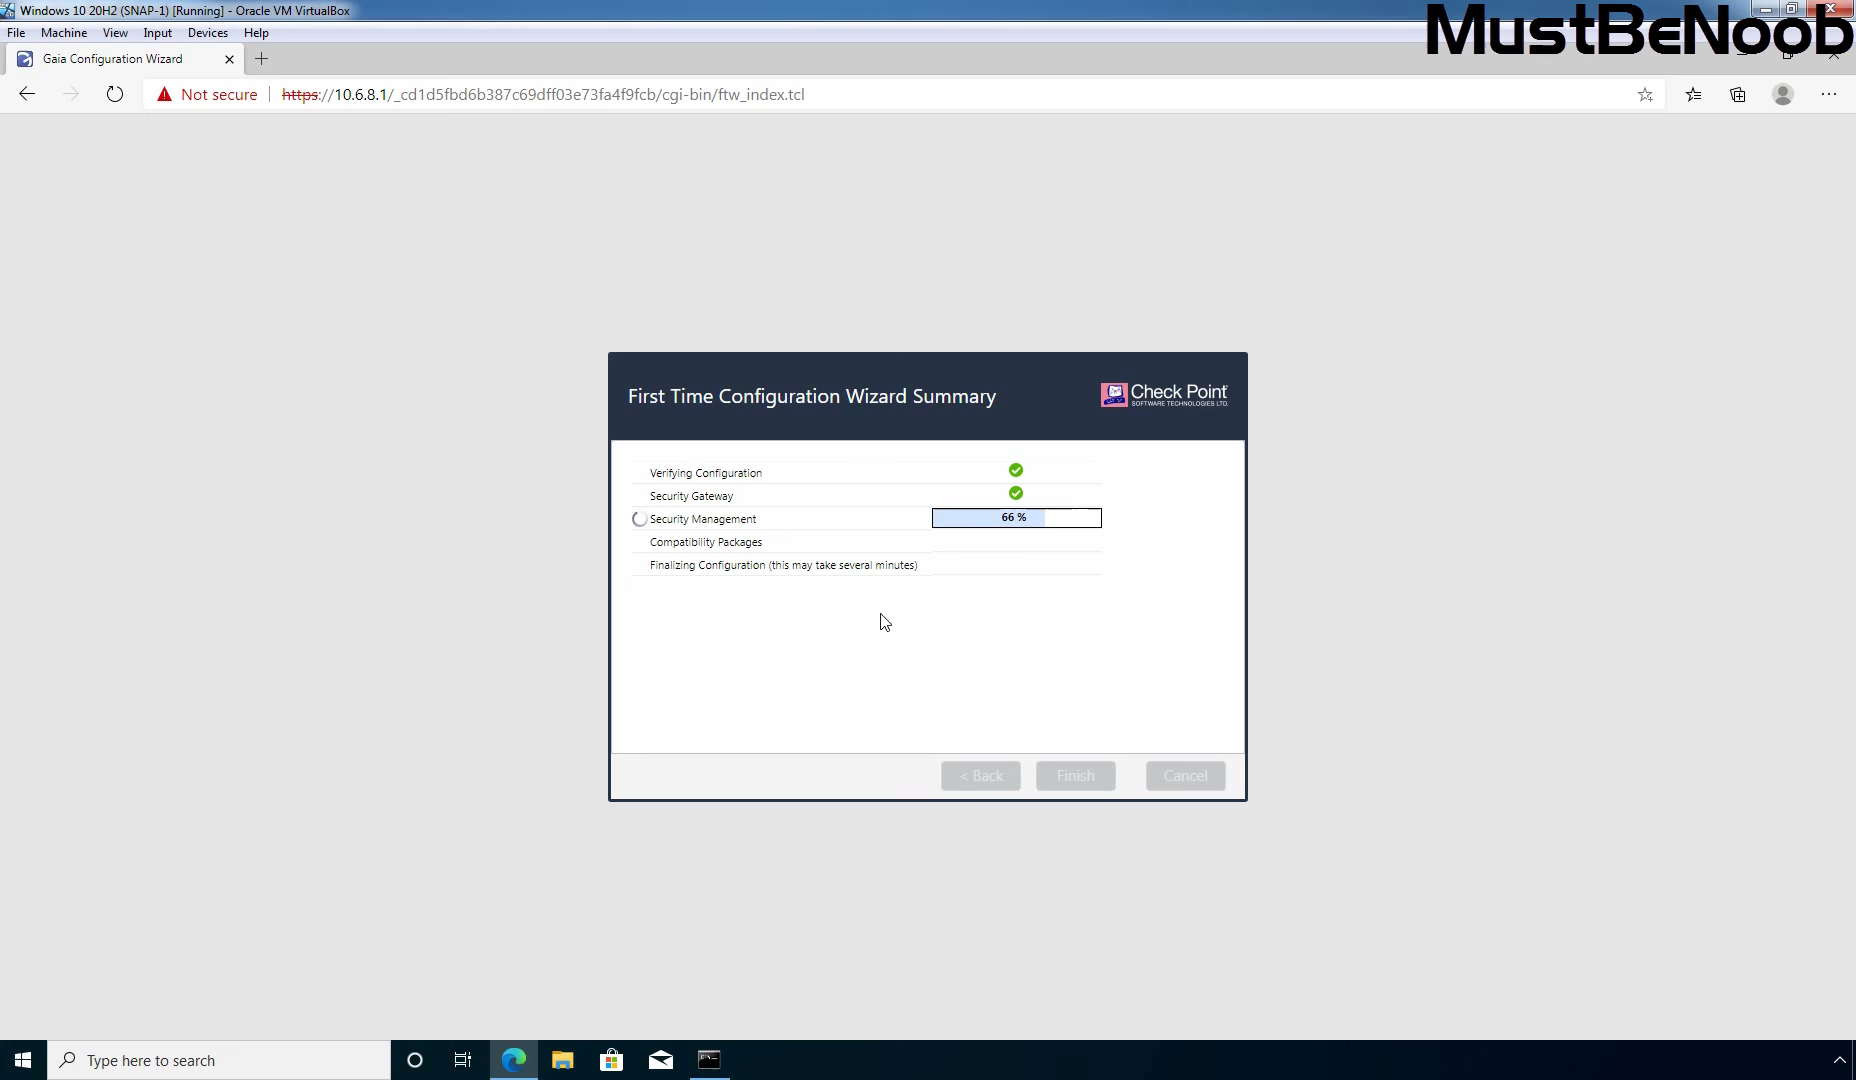 Windows 10 20H2 (SNAP-1) [Running] - Oracle VM VirtualBox
MustBeNoob
File Machine View Input Devices Help
Gaia Configuration Wizard
Not secure https://10.6.8.1/_cd1d5fbd6b387c69dff03e73fa4f9fcb/cgi-bin/ftw_index.tcl
First Time Configuration Wizard Summary
Check Point
SOFTWARE TECHNOLOGIES LTD.
Verifying Configuration
Security Gateway
Security Management 66 %
Compatibility Packages
Finalizing Configuration (this may take several minutes)
< Back Finish Cancel
Type here to search